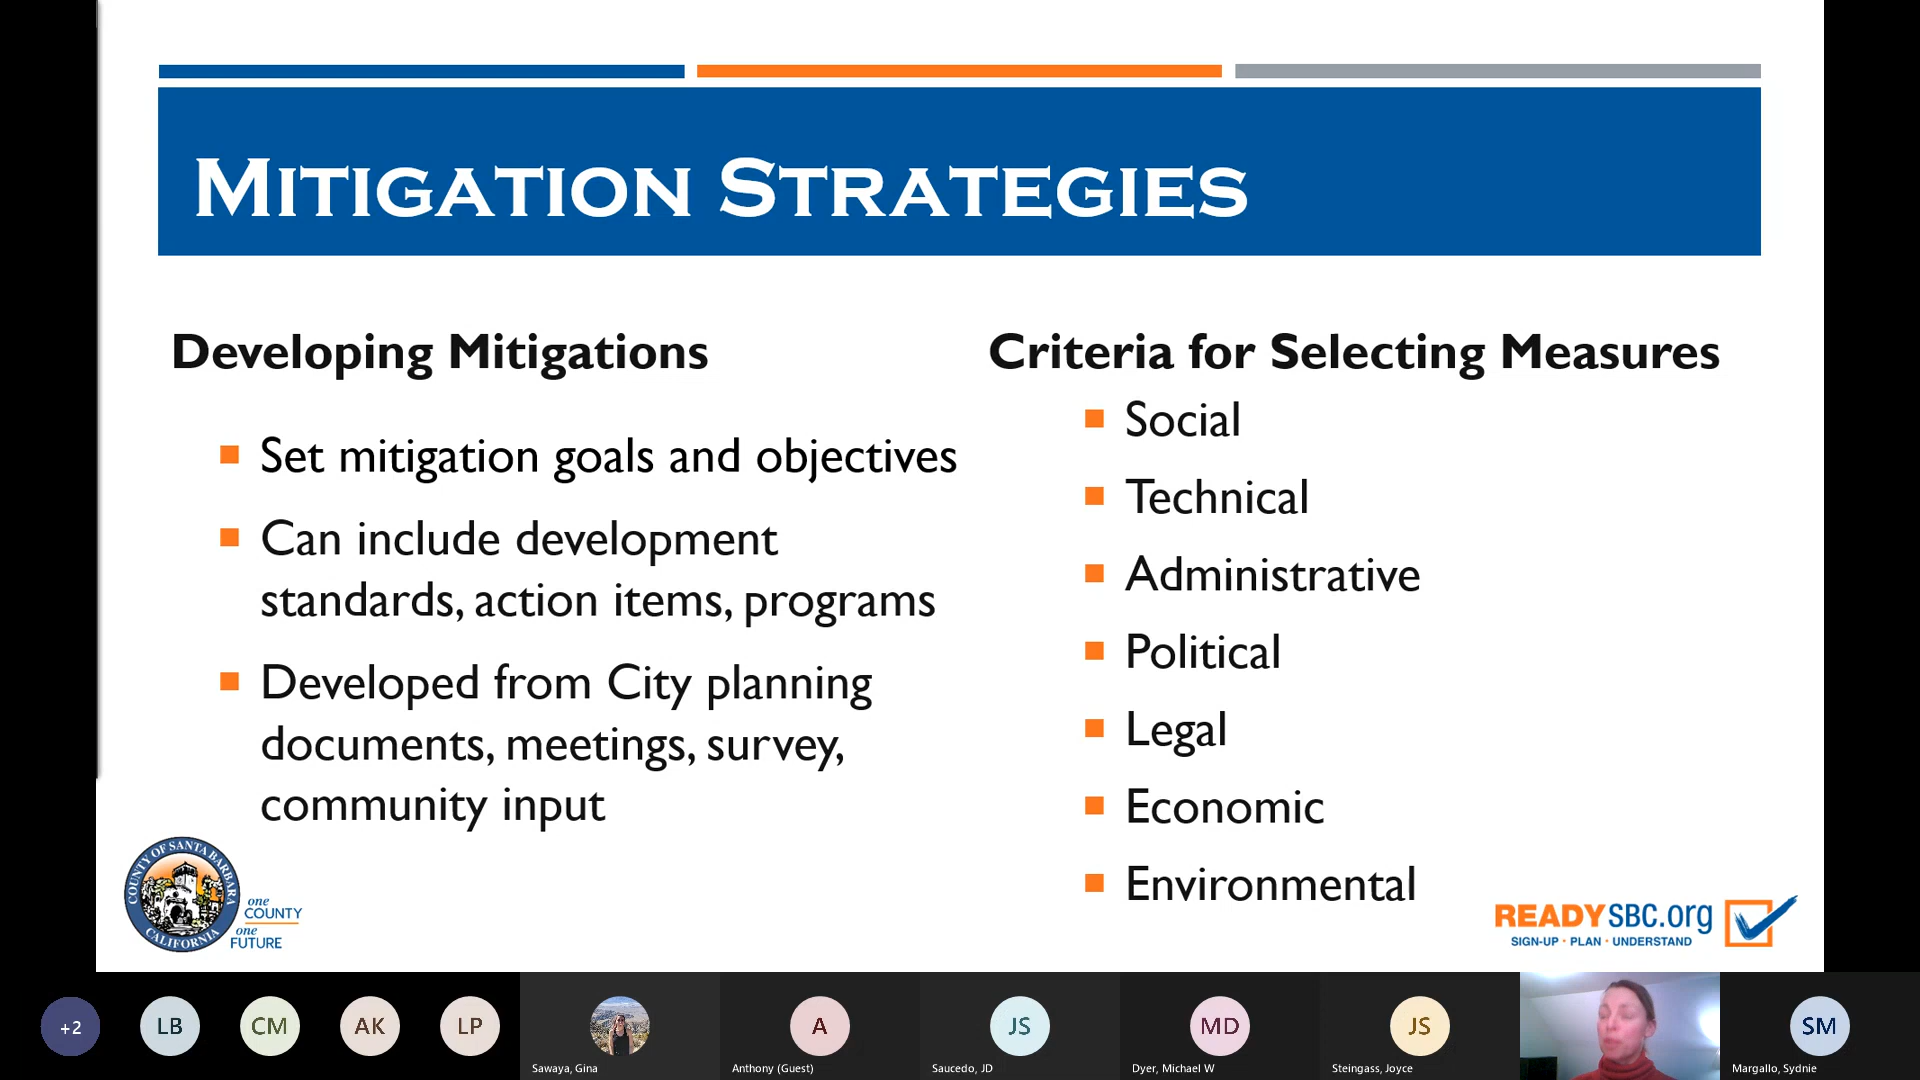 MITIGATION STRATEGIES
Developing Mitigations
Set mitigation goals and objectives
Can include development
standards, action items, programs
Developed from City planning
documents, meetings, survey,
community input
Criteria for Selecting Measures
Social
Technical
Administrative
Political
Legal
Economic
Environmental
COUNTY OF SANTA BARBARA
CALIFORNIA
one
COUNTY
one
FUTURE
READYSBC.org
SIGN-UP · PLAN · UNDERSTAND
+2
LB
CM
AK
LP
Sawaya, Gina
A
Anthony (Guest)
JS
Saucedo, JD
MD
Dyer, Michael W
JS
Steingass, Joyce
SM
Margallo, Sydnie